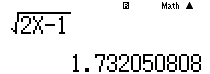 R Math ▲
√2X-1
1.732050808